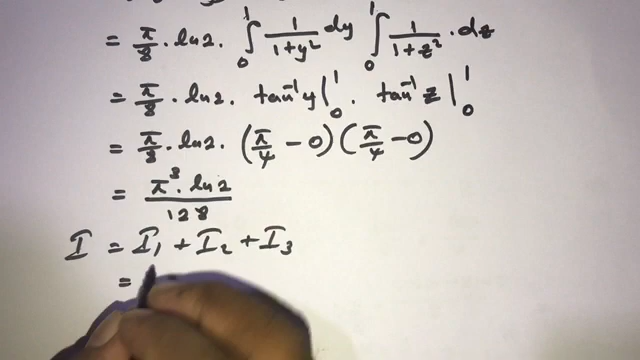 = π/8 · ln2 · ∫₀¹ 1/(1+y²) dy ∫₀¹ 1/(1+z²) · dz
= π/8 · ln2 · tan⁻¹y |₀¹ · tan⁻¹z |₀¹
= π/8 · ln2 · (π/4 − 0)(π/4 − 0)
= π³ · ln2 / 128
I = I₁ + I₂ + I₃
=